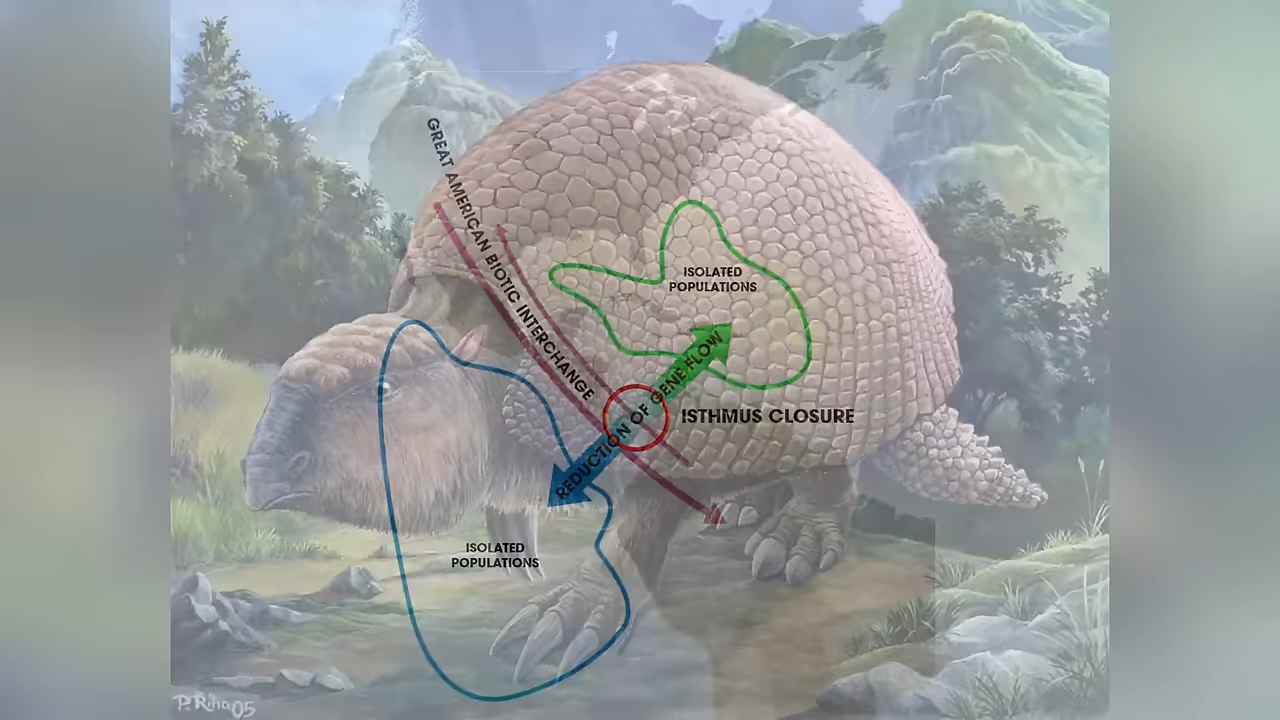 GREAT AMERICAN BIOTIC INTERCHANGE
ISOLATED
POPULATIONS
REDUCTION OF GENE FLOW
ISTHMUS CLOSURE
ISOLATED
POPULATIONS
P. Riha 05